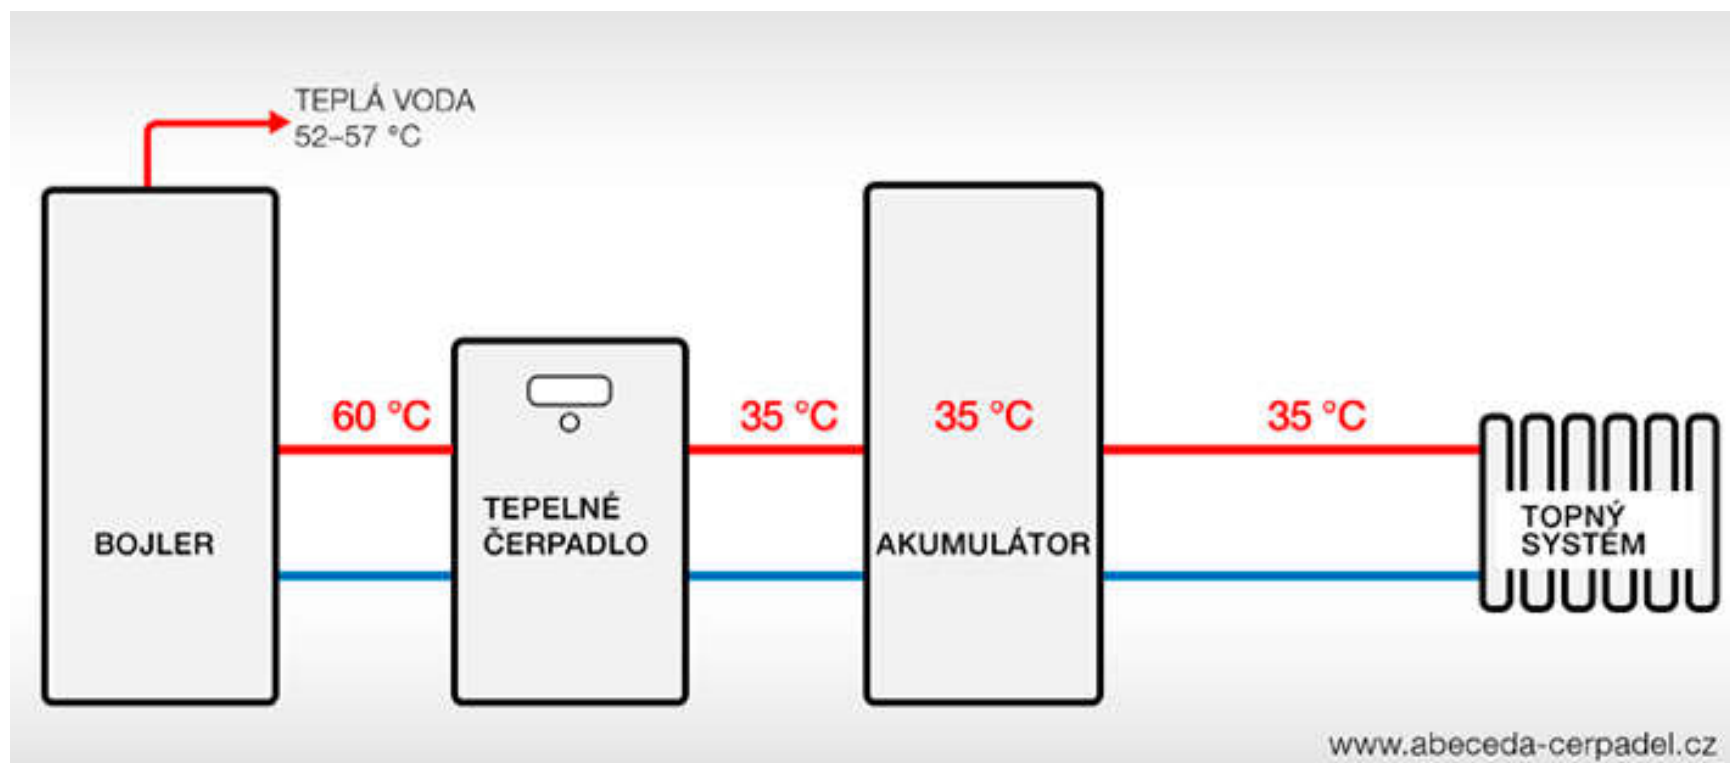 TEPLÁ VODA
52–57 °C
60 °C
35 °C
35 °C
35 °C
BOJLER
TEPELNÉ
ČERPADLO
AKUMULÁTOR
TOPNÝ
SYSTÉM
www.abeceda-cerpadel.cz